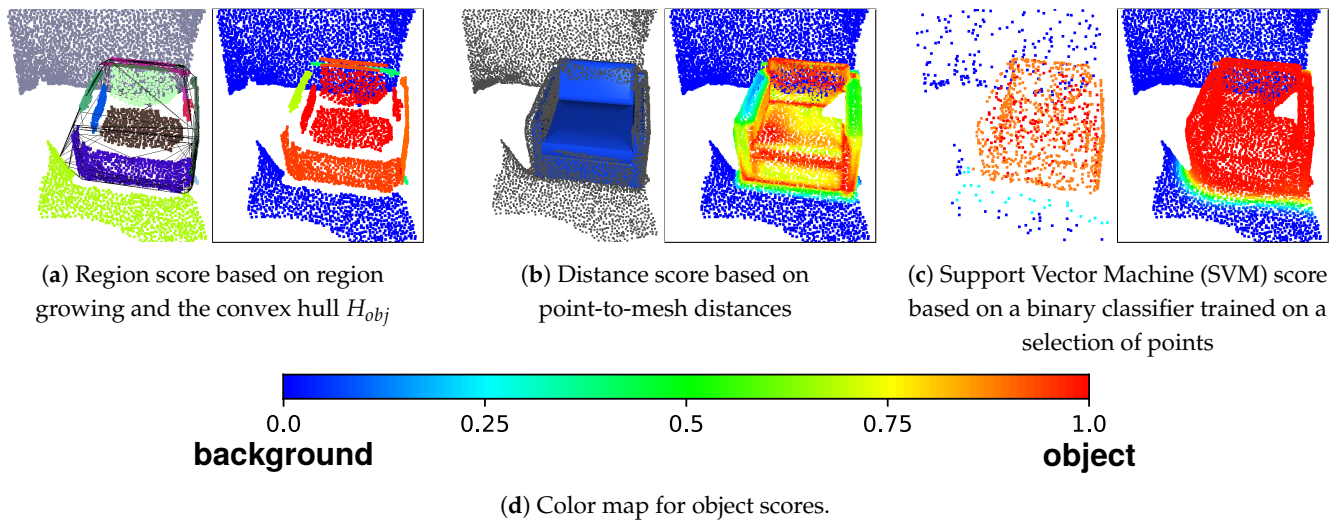 (a) Region score based on region
growing and the convex hull H_obj
(b) Distance score based on
point-to-mesh distances
(c) Support Vector Machine (SVM) score
based on a binary classifier trained on a
selection of points
0.0 0.25 0.5 0.75 1.0
background object
(d) Color map for object scores.